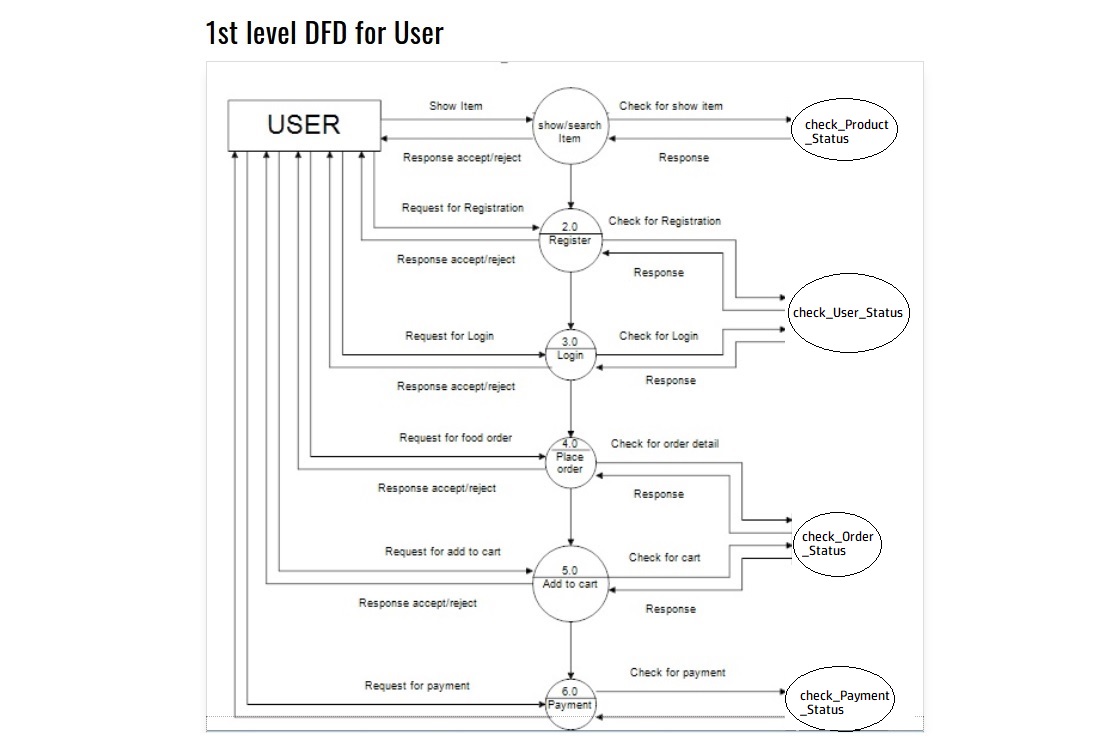 1st level DFD for User
USER
Show Item
show/search
Item
Check for show item
check_Product
_Status
Response accept/reject
Response
Request for Registration
2.0
Register
Check for Registration
Response accept/reject
Response
check_User_Status
Request for Login
3.0
Login
Check for Login
Response accept/reject
Response
Request for food order
4.0
Place
order
Check for order detail
Response accept/reject
Response
check_Order
_Status
Request for add to cart
5.0
Add to cart
Check for cart
Response accept/reject
Response
Request for payment
6.0
Payment
Check for payment
check_Payment
_Status